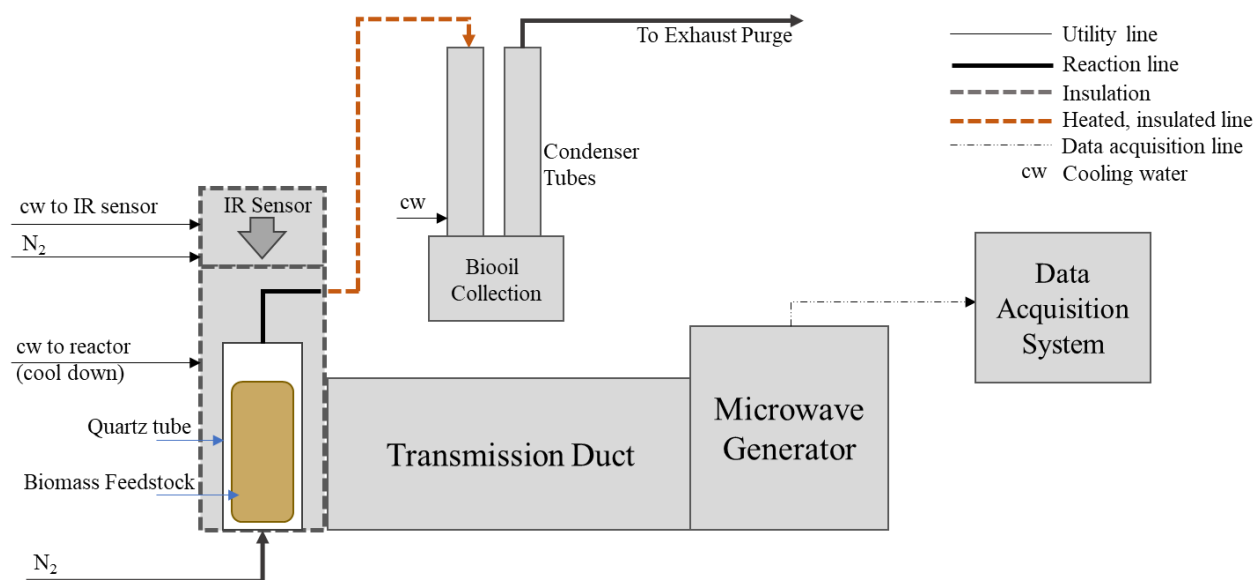 To Exhaust Purge
Utility line
Reaction line
Insulation
Heated, insulated line
Data acquisition line
cw Cooling water
Condenser
Tubes
cw to IR sensor
IR Sensor
cw
N2
Biooil
Collection
Data
Acquisition
System
cw to reactor
(cool down)
Microwave
Generator
Quartz tube
Transmission Duct
Biomass Feedstock
N2